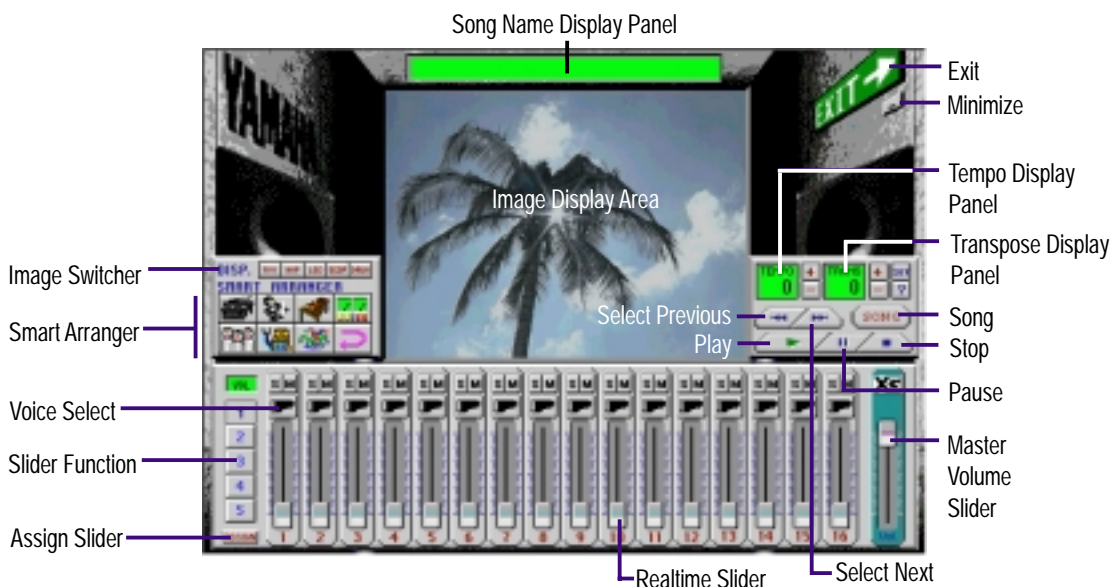 Song Name Display Panel
YAMAHA
EXIT
Exit
Minimize
Tempo Display
Panel
Transpose Display
Panel
Image Display Area
Image Switcher
DISP.
SMART ARRANGER
Smart Arranger
TEMPO
0
0
?
Select Previous
Play
SONG
Song
Stop
Pause
VOL
S M S M S M S M S M S M S M S M S M S M S M S M S M S M S M S M
Voice Select
1
2
3
4
5
Slider Function
Master
Volume
Slider
Assign Slider
1 2 3 4 5 6 7 8 9 10 11 12 13 14 15 16
Realtime Slider
Select Next